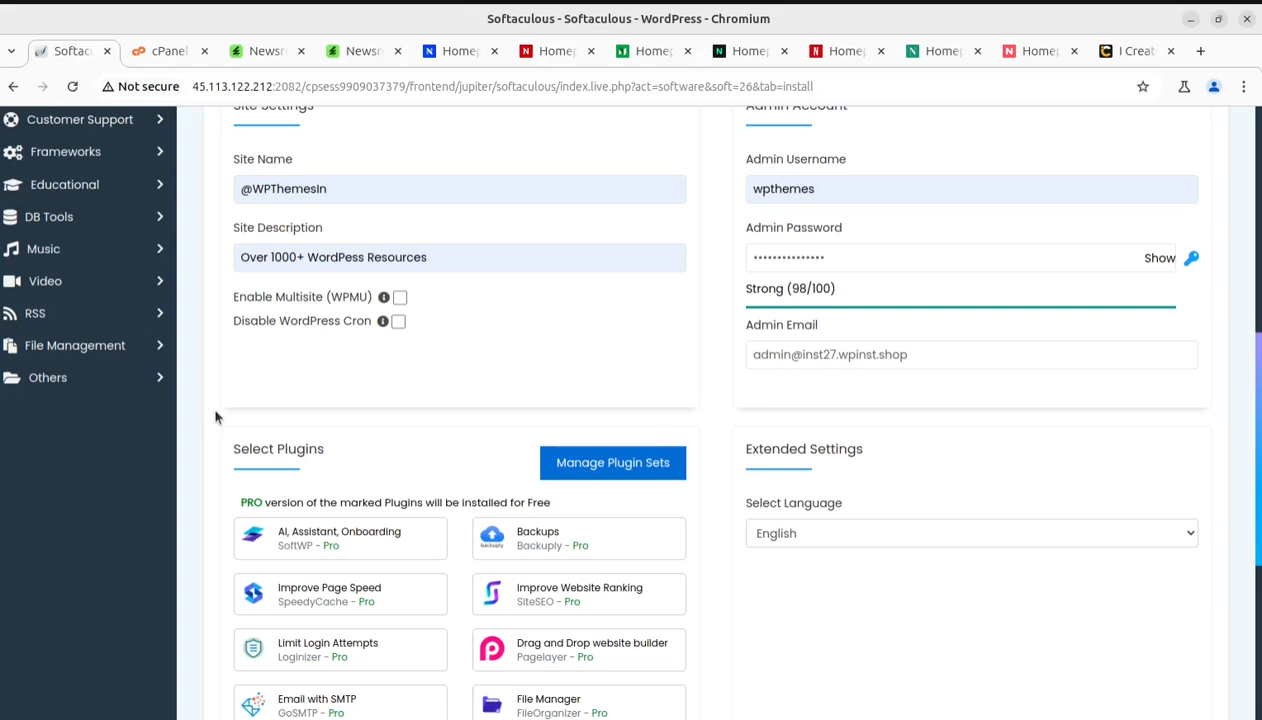 Softaculous - Softaculous - WordPress - Chromium
Softac
cPanel
Newsr
Newsr
Homep
Homep
Homep
Homep
Homep
Homep
Homep
I Creat
Not secure 45.113.122.212:2082/cpsess9909037379/frontend/jupiter/softaculous/index.live.php?act=software&soft=26&tab=install
Customer Support
Frameworks
Educational
DB Tools
Music
Video
RSS
File Management
Others
Site Settings
Site Name
@WPThemesIn
Site Description
Over 1000+ WordPess Resources
Enable Multisite (WPMU)
Disable WordPress Cron
Admin Account
Admin Username
wpthemes
Admin Password
•••••••••••••••
Show
Strong (98/100)
Admin Email
admin@inst27.wpinst.shop
Select Plugins
Manage Plugin Sets
PRO version of the marked Plugins will be installed for Free
AI, Assistant, Onboarding
SoftWP - Pro
Backups
Backuply - Pro
Improve Page Speed
SpeedyCache - Pro
Improve Website Ranking
SiteSEO - Pro
Limit Login Attempts
Loginizer - Pro
Drag and Drop website builder
Pagelayer - Pro
Email with SMTP
GoSMTP - Pro
File Manager
FileOrganizer - Pro
Extended Settings
Select Language
English